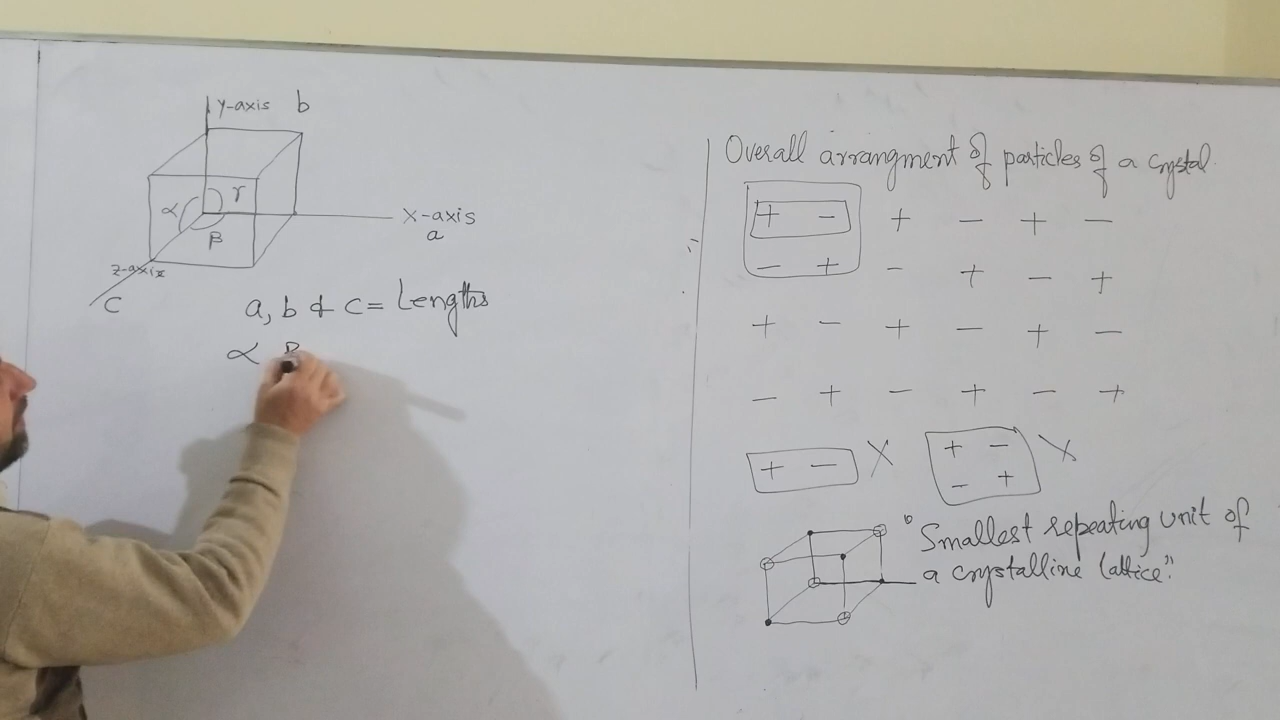 y-axis b
α γ
β
x-axis
a
z-axis
C
a, b & c = Lengths
α β
Overall arrangment of particles of a crystal.
+ - + - + -
- + - + - +
+ - + - + -
- + - + - +
+ - X + - X
- +
"Smallest repeating unit of
a crystalline lattice".